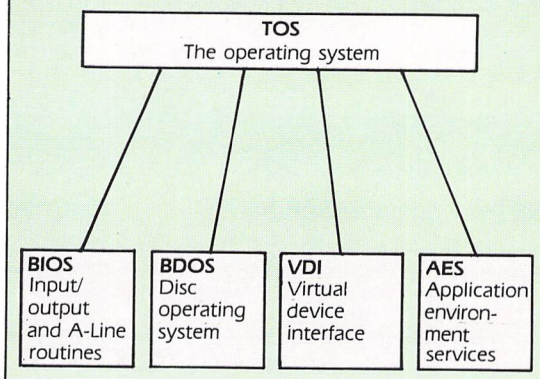 TOS
The operating system
BIOS
Input/
output
and A-Line
routines
BDOS
Disc
operating
system
VDI
Virtual
device
interface
AES
Application
environ-
ment
services